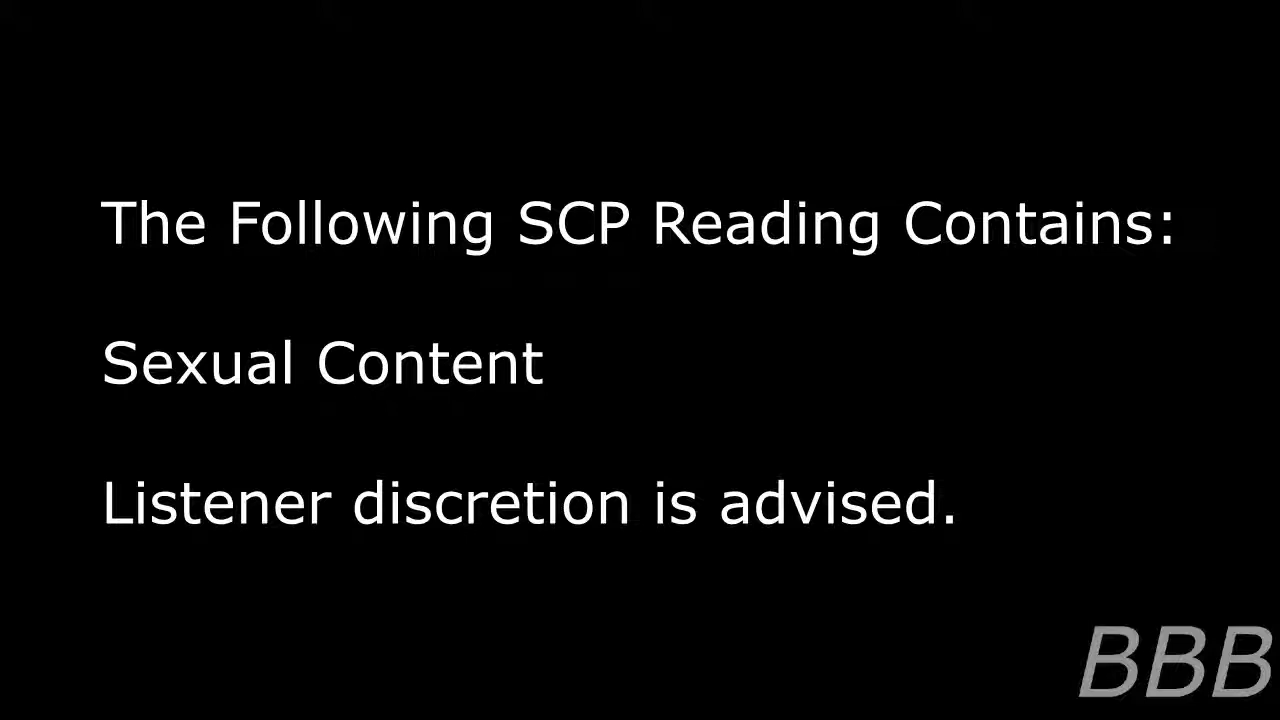 The Following SCP Reading Contains:
Sexual Content
Listener discretion is advised.
BBB